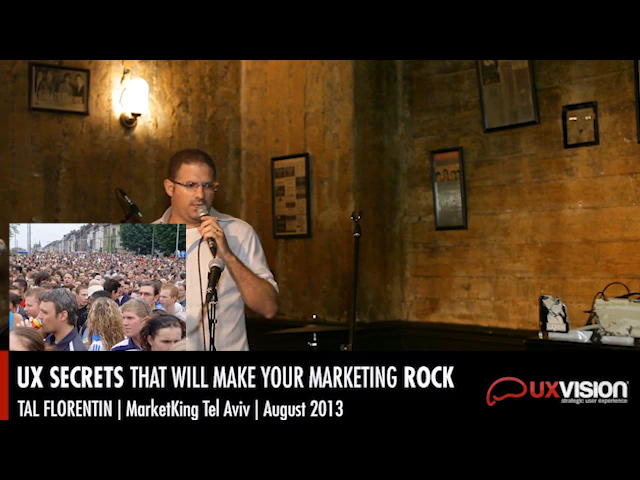 UX SECRETS THAT WILL MAKE YOUR MARKETING ROCK
TAL FLORENTIN | MarketKing Tel Aviv | August 2013
UXVISION
strategic user experience